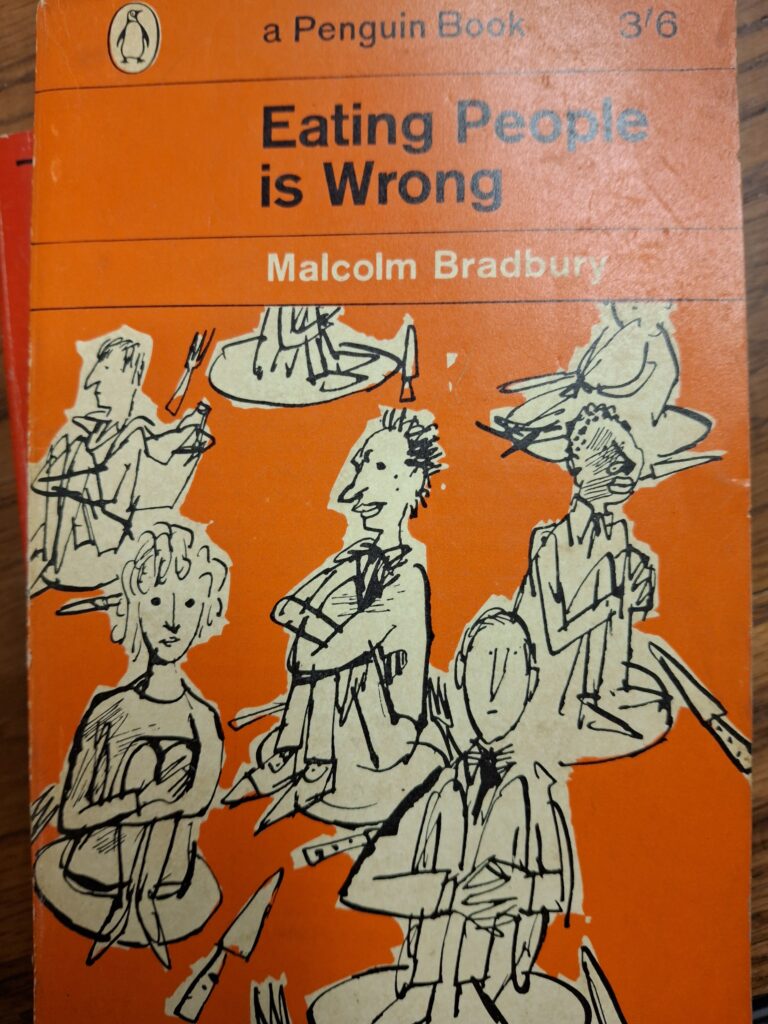 a Penguin Book 3/6
Eating People
is Wrong
Malcolm Bradbury